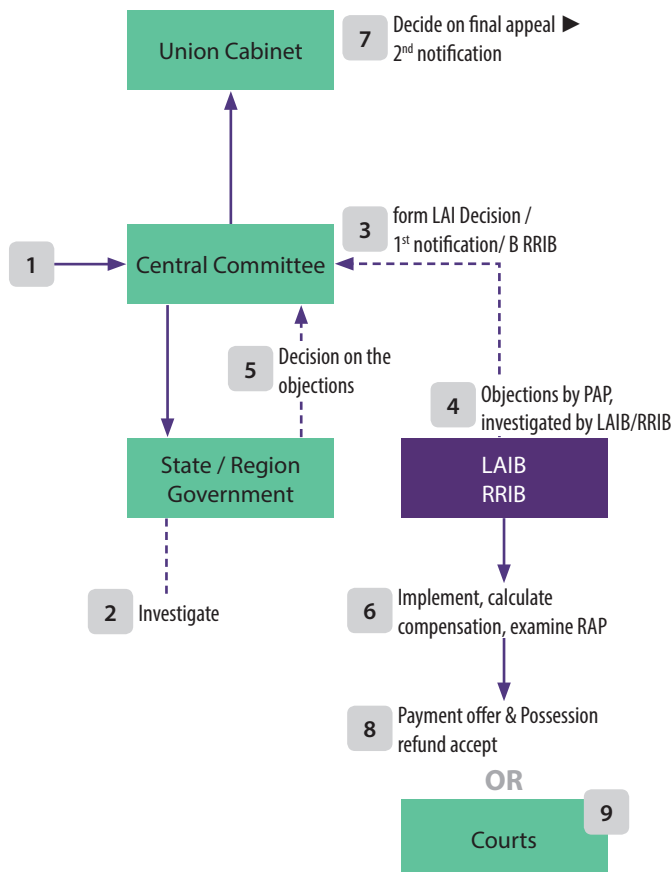 Union Cabinet
7
Decide on final appeal ►
2nd notification
1
Central Committee
3
form LAI Decision /
1st notification/ B RRIB
5
Decision on the
objections
4
Objections by PAP,
investigated by LAIB/RRIB
State / Region
Government
LAIB
RRIB
2
Investigate
6
Implement, calculate
compensation, examine RAP
8
Payment offer & Possession
refund accept
OR
9
Courts